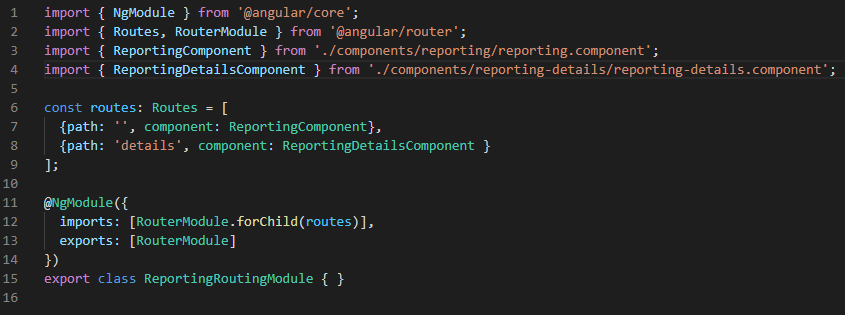 1 import { NgModule } from '@angular/core';
2 import { Routes, RouterModule } from '@angular/router';
3 import { ReportingComponent } from './components/reporting/reporting.component';
4 import { ReportingDetailsComponent } from './components/reporting-details/reporting-details.component';
5
6 const routes: Routes = [
7   {path: '', component: ReportingComponent},
8   {path: 'details', component: ReportingDetailsComponent }
9 ];
10
11 @NgModule({
12   imports: [RouterModule.forChild(routes)],
13   exports: [RouterModule]
14 })
15 export class ReportingRoutingModule { }
16